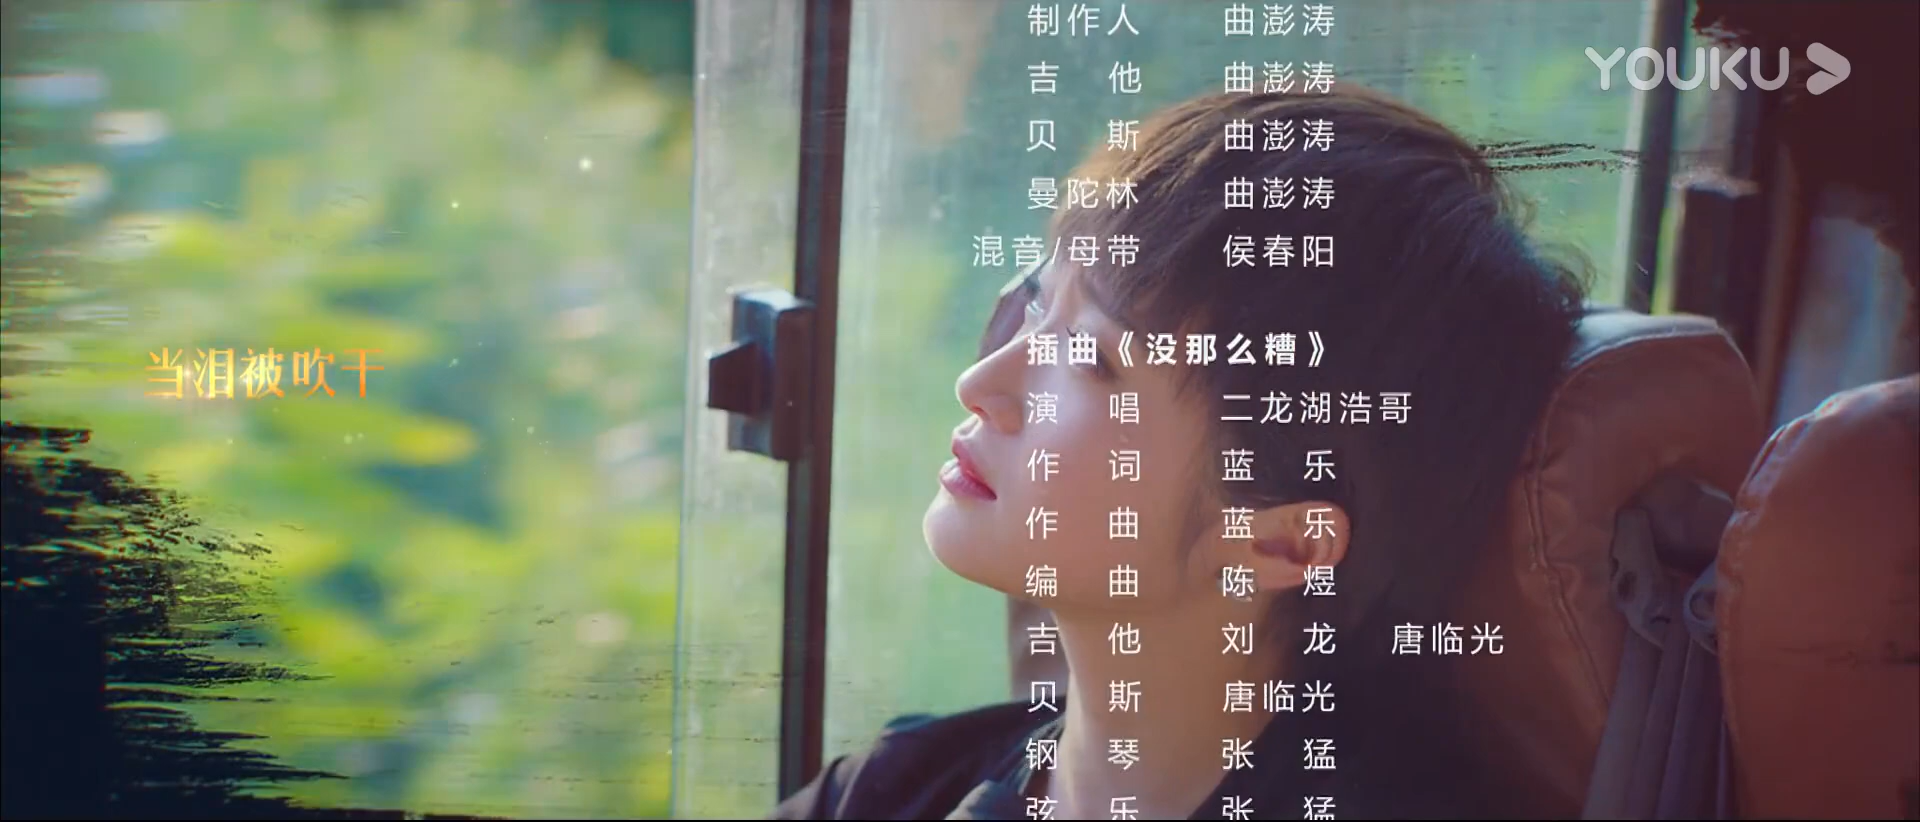 制作人 曲澎涛
吉他 曲澎涛
贝斯 曲澎涛
曼陀林 曲澎涛
混音/母带 侯春阳
YOUKU
当泪被吹干
插曲《没那么糟》
演唱 二龙湖浩哥
作词 蓝乐
作曲 蓝乐
编曲 陈煜
吉他 刘龙 唐临光
贝斯 唐临光
钢琴 张猛
弦乐 张猛